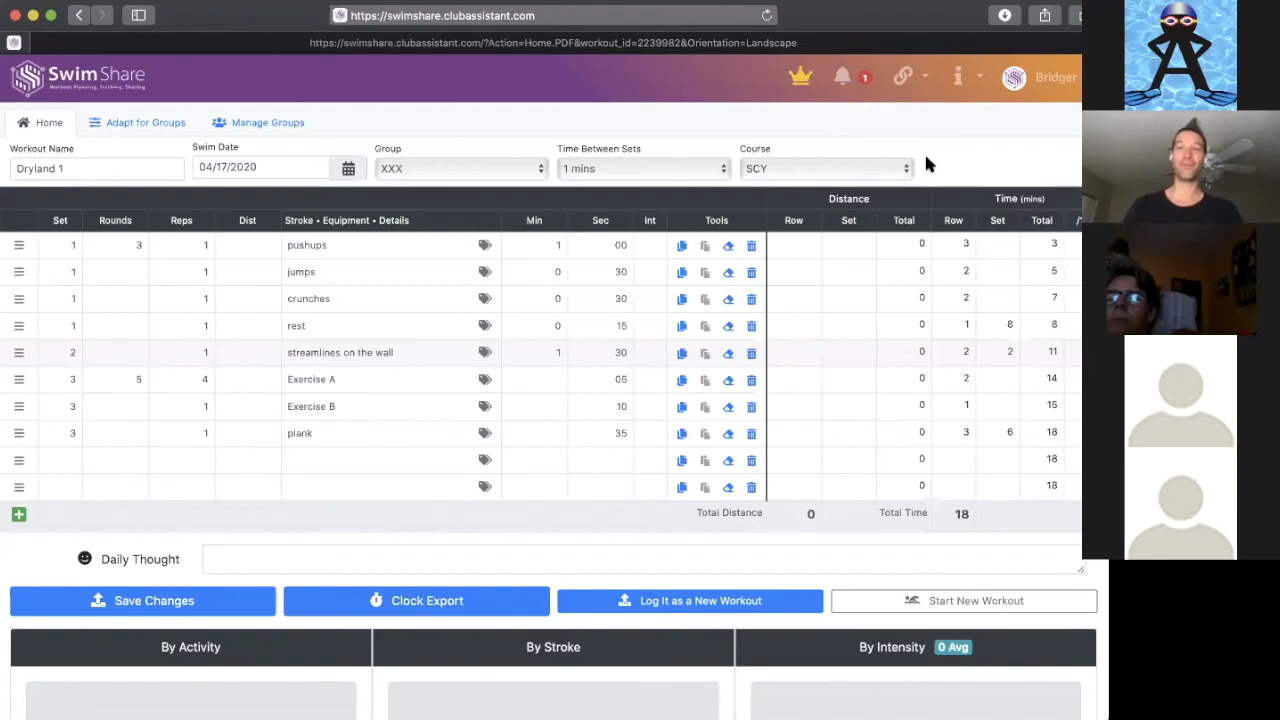 https://swimshare.clubassistant.com
https://swimshare.clubassistant.com/?Action=Home.PDF&workout_id=2239982&Orientation=Landscape
SwimShare
Workout Planning, Tracking, Sharing
1
Bridger
Home Adapt for Groups Manage Groups
Workout Name Swim Date Group Time Between Sets Course
Dryland 1 04/17/2020 XXX 1 mins SCY
Distance Time (mins)
Set Rounds Reps Dist Stroke • Equipment • Details Min Sec Int Tools Row Set Total Row Set Total
1 3 1 pushups 1 00 0 3 3
1 1 jumps 0 30 0 2 5
1 1 crunches 0 30 0 2 7
1 1 rest 0 15 0 1 8 8
2 1 streamlines on the wall 1 30 0 2 2 11
3 5 4 Exercise A 05 0 2 14
3 1 Exercise B 10 0 1 15
3 1 plank 35 0 3 6 18
0 18
0 18
Total Distance 0 Total Time 18
Daily Thought
Save Changes Clock Export Log It as a New Workout Start New Workout
By Activity By Stroke By Intensity 0 Avg